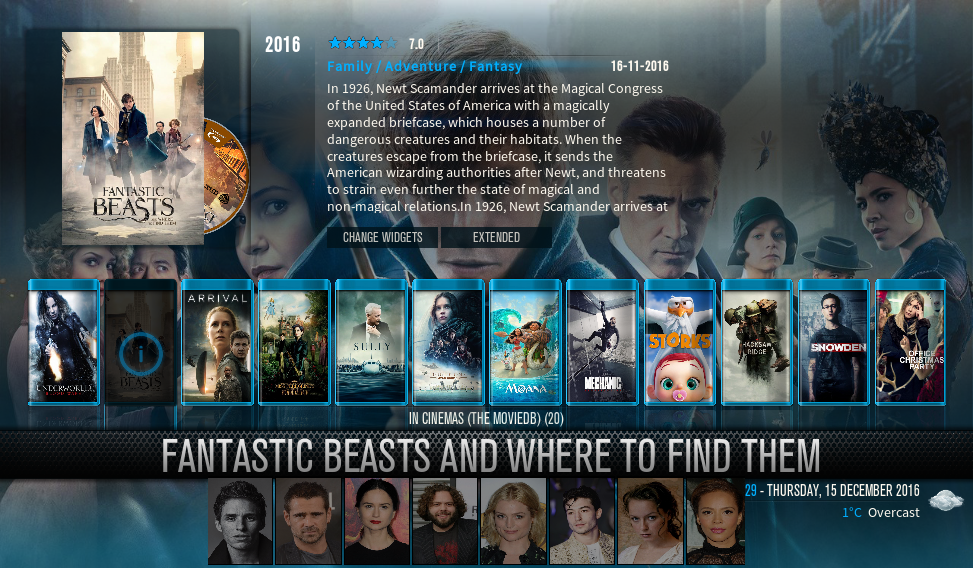 2016
7.0
Family / Adventure / Fantasy
16-11-2016
In 1926, Newt Scamander arrives at the Magical Congress
of the United States of America with a magically
expanded briefcase, which houses a number of
dangerous creatures and their habitats. When the
creatures escape from the briefcase, it sends the
American wizarding authorities after Newt, and threatens
to strain even further the state of magical and
non-magical relations.In 1926, Newt Scamander arrives at
FANTASTIC
BEASTS
AND WHERE
TO FIND THEM
CHANGE WIDGETS
EXTENDED
UNDERWORLD
i
BEASTS
ARRIVAL
SULLY
MOANA
MECHANIC
STORKS
HACKSAW
RIDGE
SNOWDEN
OFFICE
CHRISTMAS
PARTY
IN CINEMAS (THE MOVIEDB) (20)
FANTASTIC BEASTS AND WHERE TO FIND THEM
29 - THURSDAY, 15 DECEMBER 2016
1°C Overcast